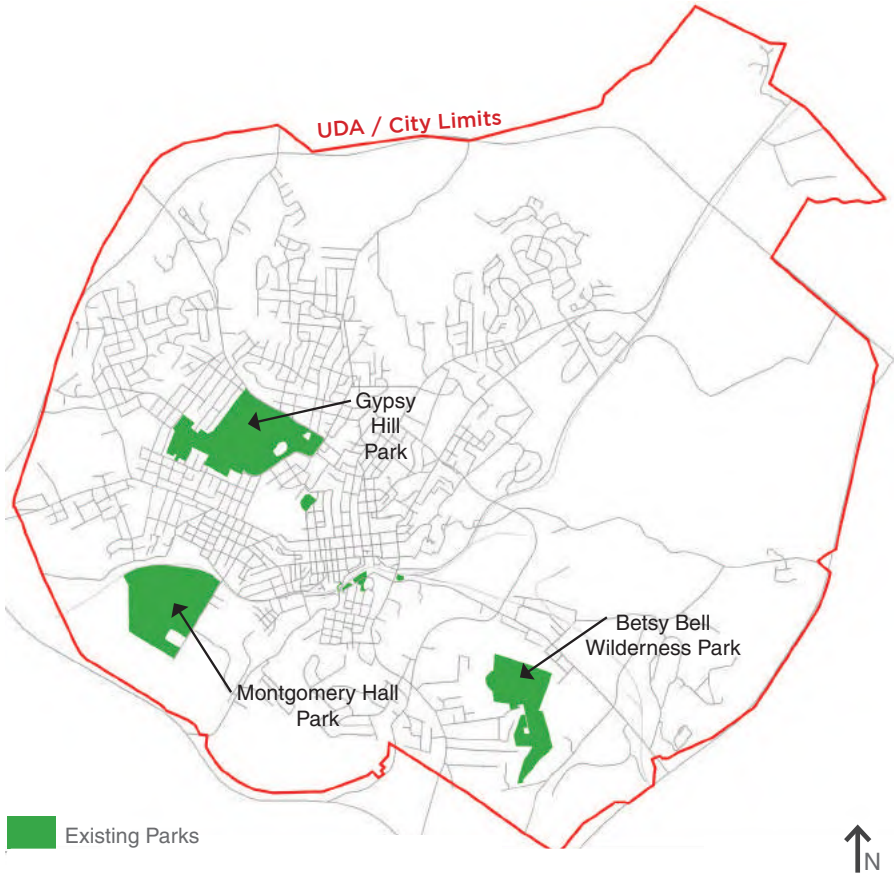 UDA / City Limits
Gypsy
Hill
Park
Betsy Bell
Wilderness Park
Montgomery Hall
Park
Existing Parks
N